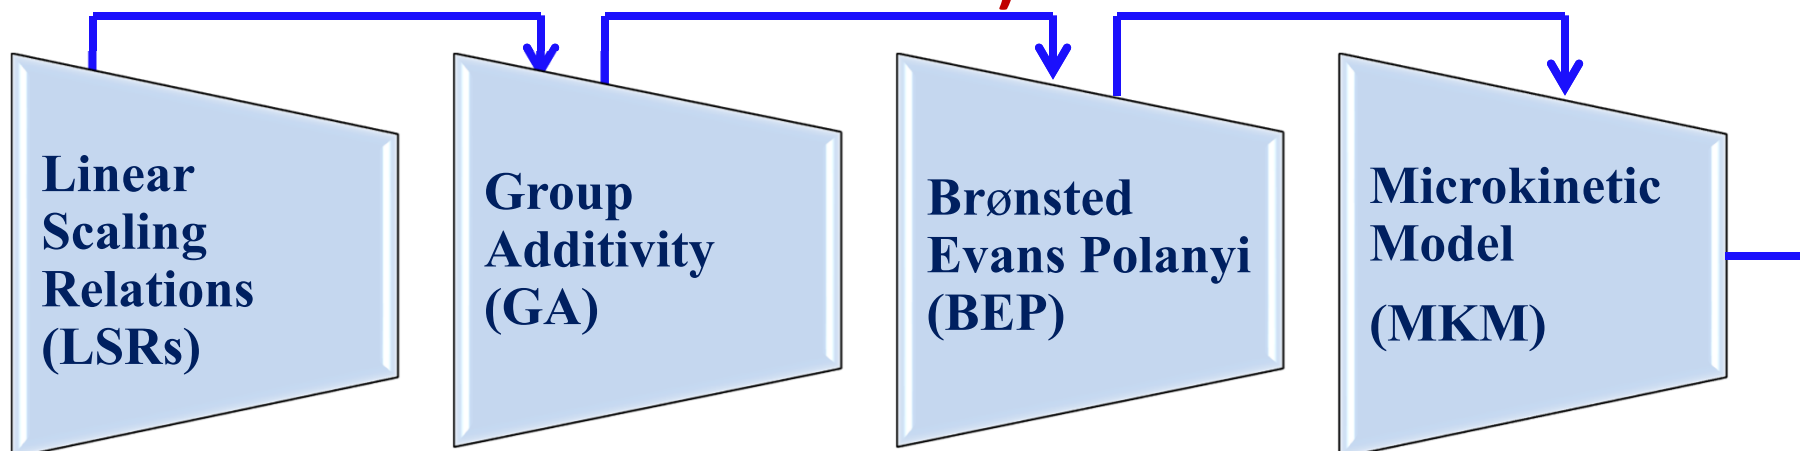 Linear
Scaling
Relations
(LSRs)
Group
Additivity
(GA)
Brønsted
Evans Polanyi
(BEP)
Microkinetic
Model
(MKM)